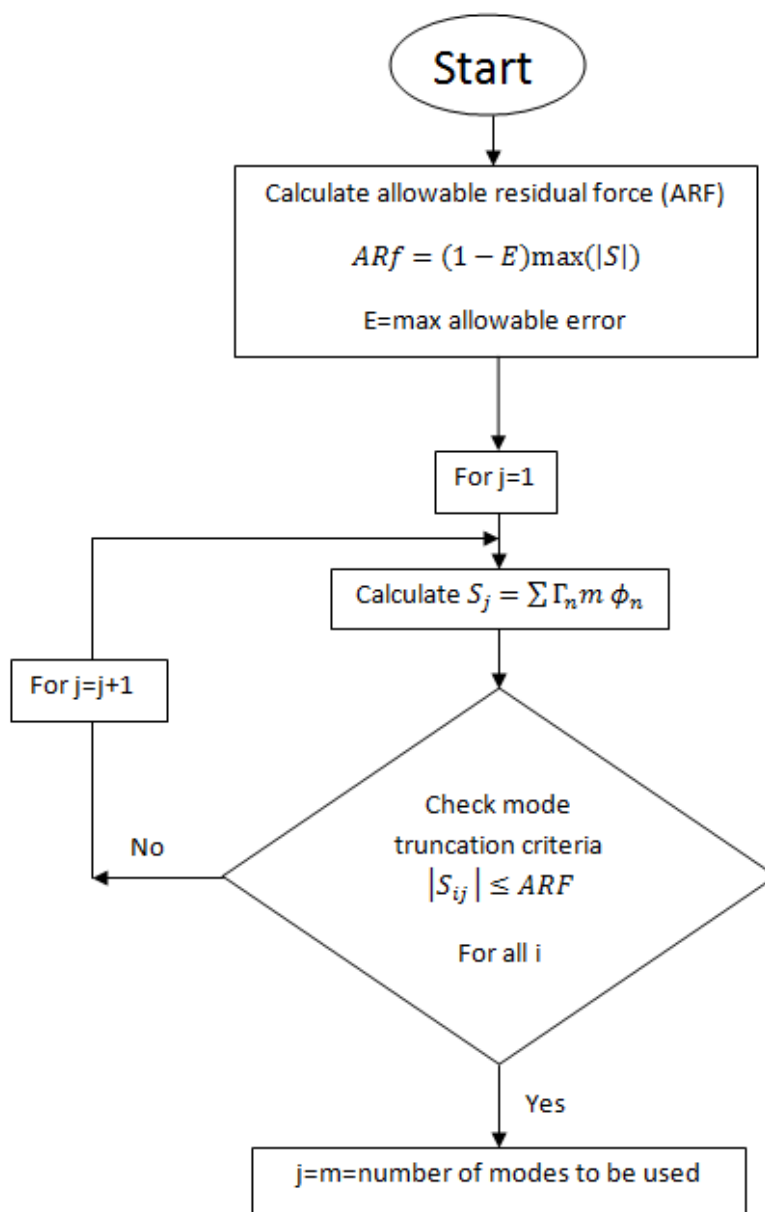 Start
Calculate allowable residual force (ARF)
ARf = (1 − E)max(|S|)
E=max allowable error
For j=1
Calculate S_j = ∑ Γ_n m ϕ_n
For j=j+1
Check mode
truncation criteria
|S_ij| ≤ ARF
For all i
No
Yes
j=m=number of modes to be used